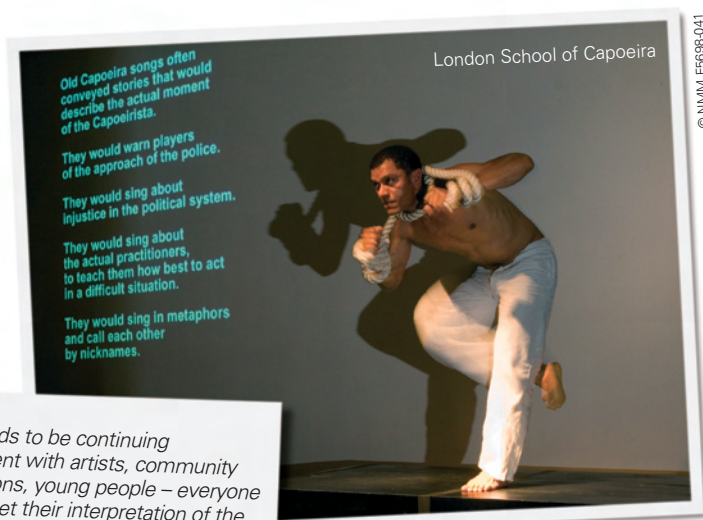 London School of Capoeira
© NMM F5698-041
Old Capoeira songs often
conveyed stories that would
describe the actual moment
of the Capoeirista.
They would warn players
of the approach of the police.
They would sing about
injustice in the political system.
They would sing about
the actual practitioners,
to teach them how best to act
in a difficult situation.
They would sing in metaphors
and call each other
by nicknames.
ds to be continuing
ent with artists, community
ons, young people – everyone
et their interpretation of the